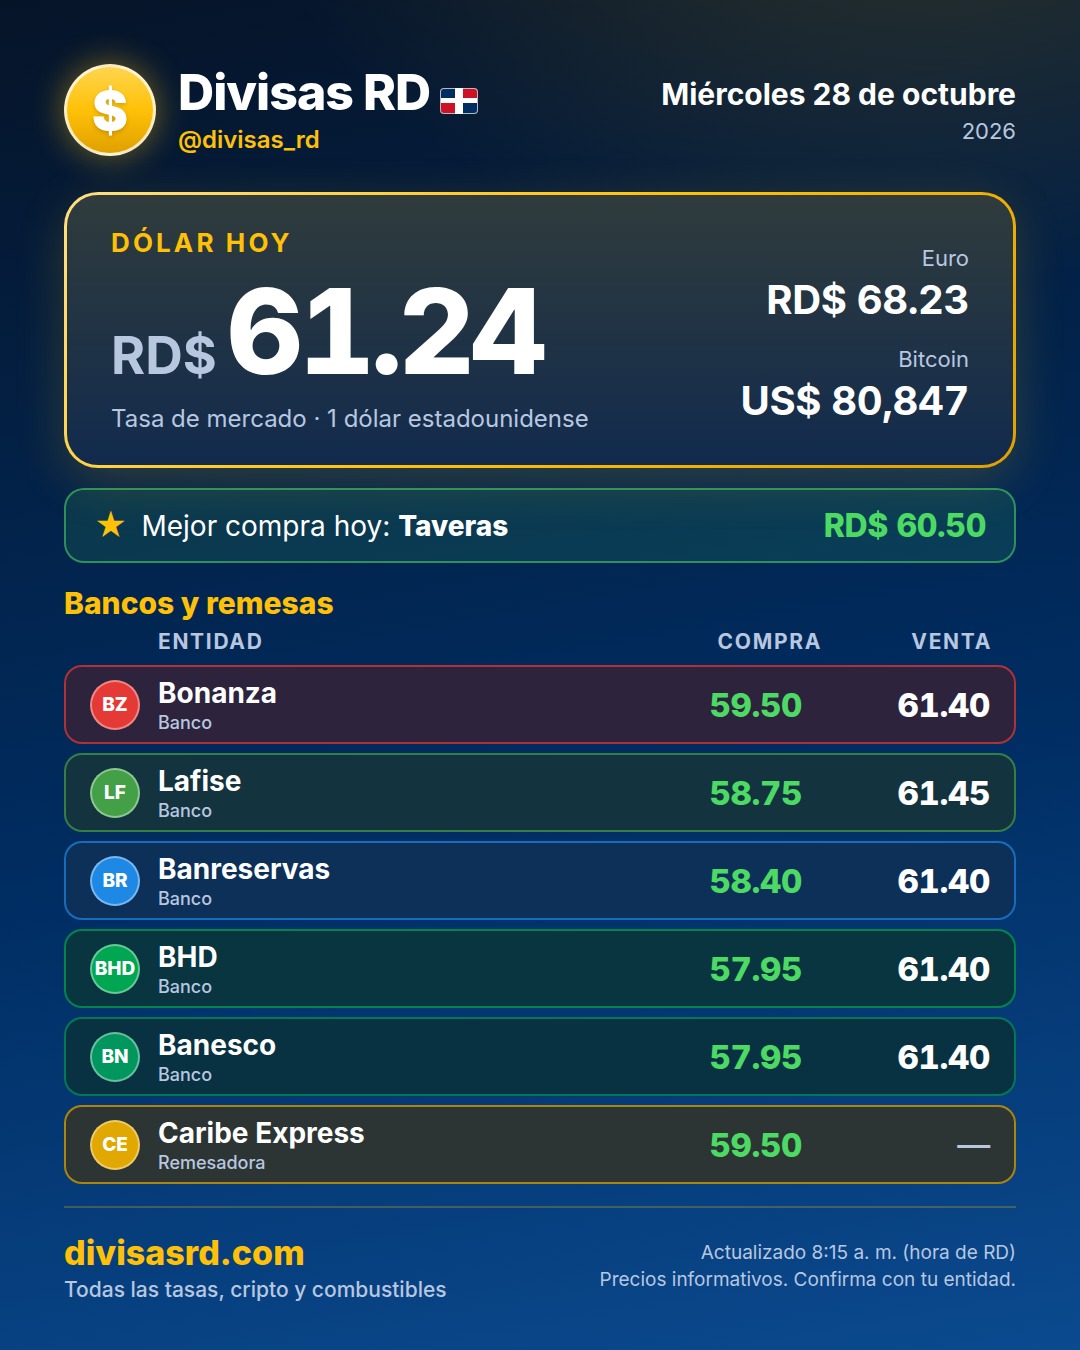 $
Divisas RD
@divisas_rd
Miércoles 28 de octubre
2026
DÓLAR HOY
RD$ 61.24
Tasa de mercado · 1 dólar estadounidense
Euro
RD$ 68.23
Bitcoin
US$ 80,847
★ Mejor compra hoy: Taveras RD$ 60.50
Bancos y remesas
ENTIDAD COMPRA VENTA
BZ Bonanza 59.50 61.40
Banco
LF Lafise 58.75 61.45
Banco
BR Banreservas 58.40 61.40
Banco
BHD BHD 57.95 61.40
Banco
BN Banesco 57.95 61.40
Banco
CE Caribe Express 59.50 —
Remesadora
divisasrd.com
Todas las tasas, cripto y combustibles
Actualizado 8:15 a. m. (hora de RD)
Precios informativos. Confirma con tu entidad.